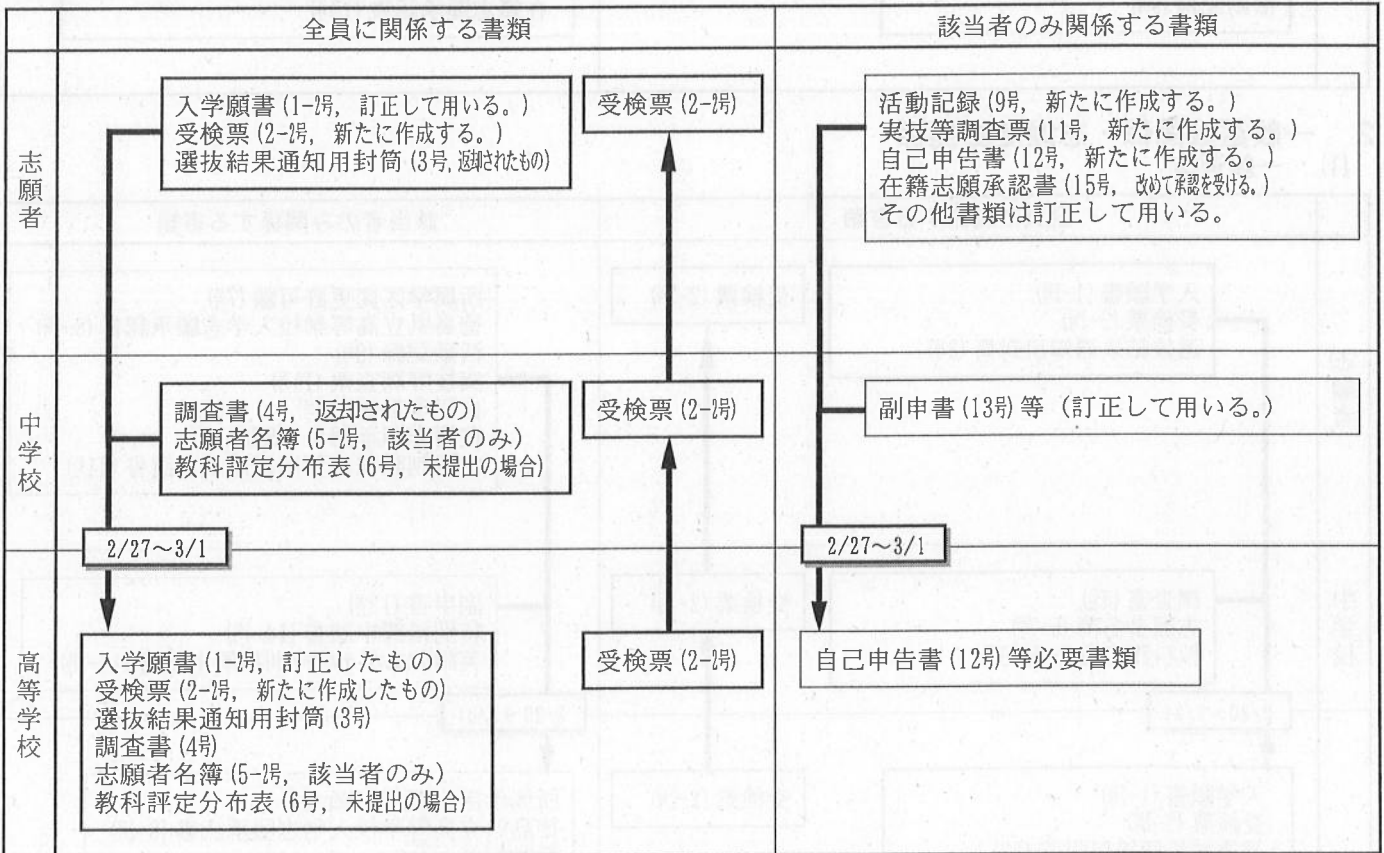 全員に関係する書類
該当者のみ関係する書類
志願者
入学願書(1-2号, 訂正して用いる。)
受検票(2-2号, 新たに作成する。)
選抜結果通知用封筒(3号, 返却されたもの)
受検票(2-2号)
活動記録(9号, 新たに作成する。)
実技等調査票(11号, 新たに作成する。)
自己申告書(12号, 新たに作成する。)
在籍志願承認書(15号, 改めて承認を受ける。)
その他書類は訂正して用いる。
中学校
調査書(4号, 返却されたもの)
志願者名簿(5-2号, 該当者のみ)
教科評定分布表(6号, 未提出の場合)
受検票(2-2号)
副申書(13号)等 (訂正して用いる。)
2/27～3/1
2/27～3/1
高等学校
入学願書(1-2号, 訂正したもの)
受検票(2-2号, 新たに作成したもの)
選抜結果通知用封筒(3号)
調査書(4号)
志願者名簿(5-2号, 該当者のみ)
教科評定分布表(6号, 未提出の場合)
受検票(2-2号)
自己申告書(12号)等必要書類